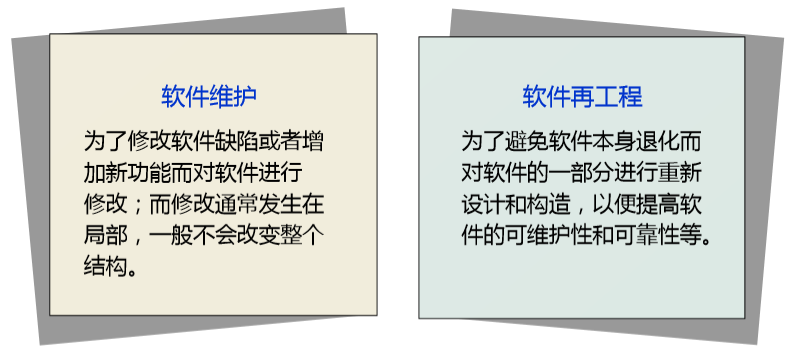 软件维护
为了修改软件缺陷或者增
加新功能而对软件进行
修改；而修改通常发生在
局部，一般不会改变整个
结构。
软件再工程
为了避免软件本身退化而
对软件的一部分进行重新
设计和构造，以便提高软
件的可维护性和可靠性等。